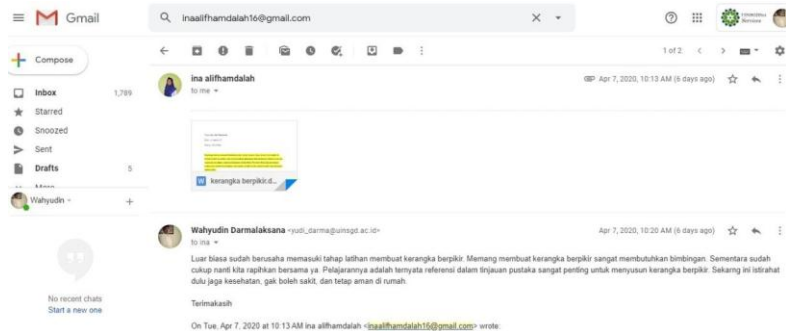 Gmail
inaalifhamdalah16@gmail.com
Compose
1 of 2
Inbox 1,789
Starred
Snoozed
Sent
Drafts 5
Wahyudin
No recent chats
Start a new one
ina alifhamdalah
Apr 7, 2020, 10:13 AM (6 days ago)
to me
W kerangka berpikir.d...
Wahyudin Darmalaksana <yudi_darma@uinsgd.ac.id>
Apr 7, 2020, 10:20 AM (6 days ago)
to ina
Luar biasa sudah berusaha memasuki tahap latihan membuat kerangka berpikir. Memang membuat kerangka berpikir sangat membutuhkan bimbingan. Sementara sudah
cukup nanti kita rapihkan bersama ya. Pelajarannya adalah ternyata referensi dalam tinjauan pustaka sangat penting untuk menyusun kerangka berpikir. Sekarng ini istirahat
dulu jaga kesehatan, gak boleh sakit, dan tetap aman di rumah.
Terimakasih
On Tue, Apr 7, 2020 at 10:13 AM ina alifhamdalah <inaalifhamdalah16@gmail.com> wrote: